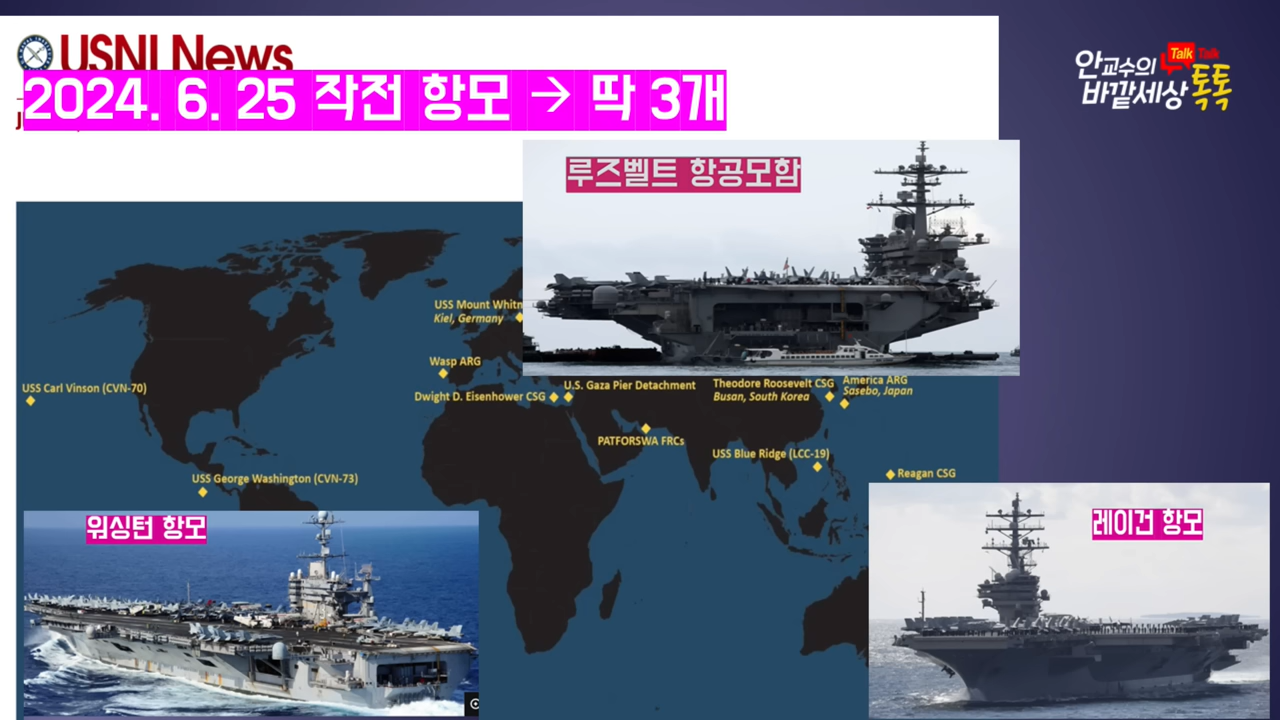 USNI News
2024. 6. 25 작전 항모 → 딱 3개
안교수의
Talk Talk
바깥세상 톡톡
루즈벨트 항공모함
USS Mount Whitn
Kiel, Germany
Wasp ARG
USS Carl Vinson (CVN-70)
Dwight D. Eisenhower CSG
U.S. Gaza Pier Detachment
Theodore Roosevelt CSG
Busan, South Korea
America ARG
Sasebo, Japan
PATFORSWA FRCs
USS Blue Ridge (LCC-19)
USS George Washington (CVN-73)
Reagan CSG
워싱턴 항모
레이건 항모